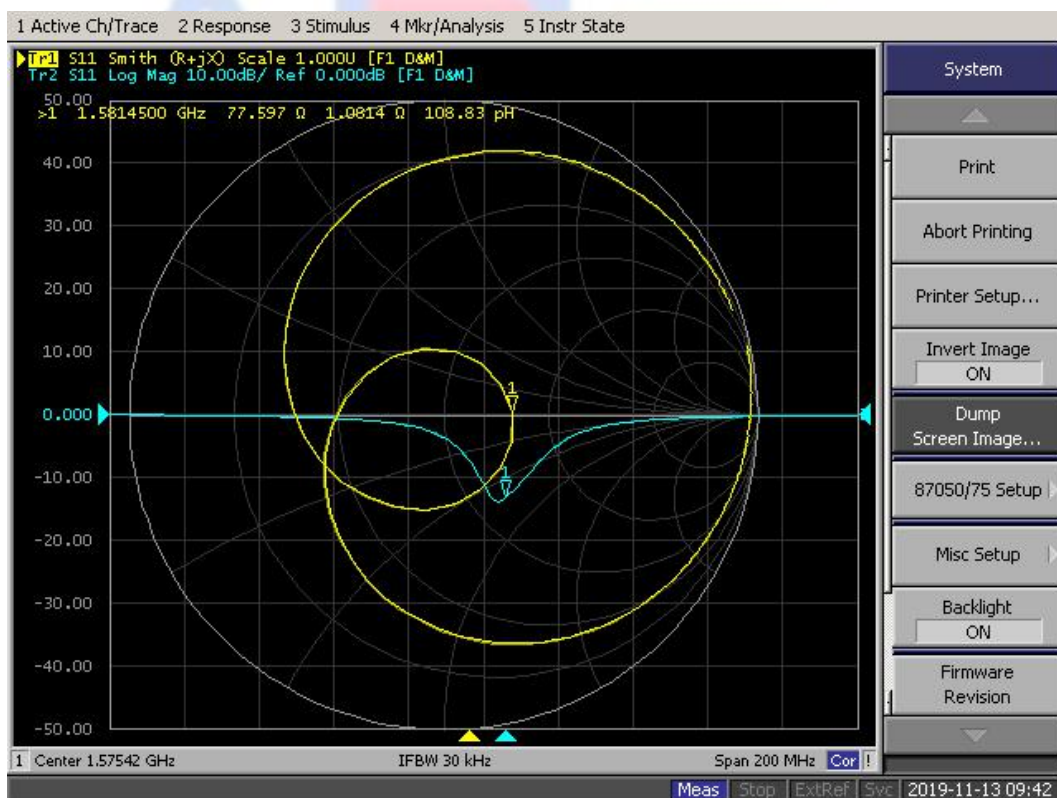 1 Active Ch/Trace 2 Response 3 Stimulus 4 Mkr/Analysis 5 Instr State
Tr1 S11 Smith (R+jX) Scale 1.000U [F1 D&M]
Tr2 S11 Log Mag 10.00dB/ Ref 0.000dB [F1 D&M]
50.00
>1 1.5814500 GHz 77.597 Ω 1.0814 Ω 108.83 pH
40.00
30.00
20.00
10.00
0.000
-10.00
-20.00
-30.00
-40.00
-50.00
1
1
1 Center 1.57542 GHz IFBW 30 kHz Span 200 MHz Cor !
System
Print
Abort Printing
Printer Setup...
Invert Image
ON
Dump
Screen Image...
87050/75 Setup
Misc Setup
Backlight
ON
Firmware
Revision
Meas Stop ExtRef Svc 2019-11-13 09:42